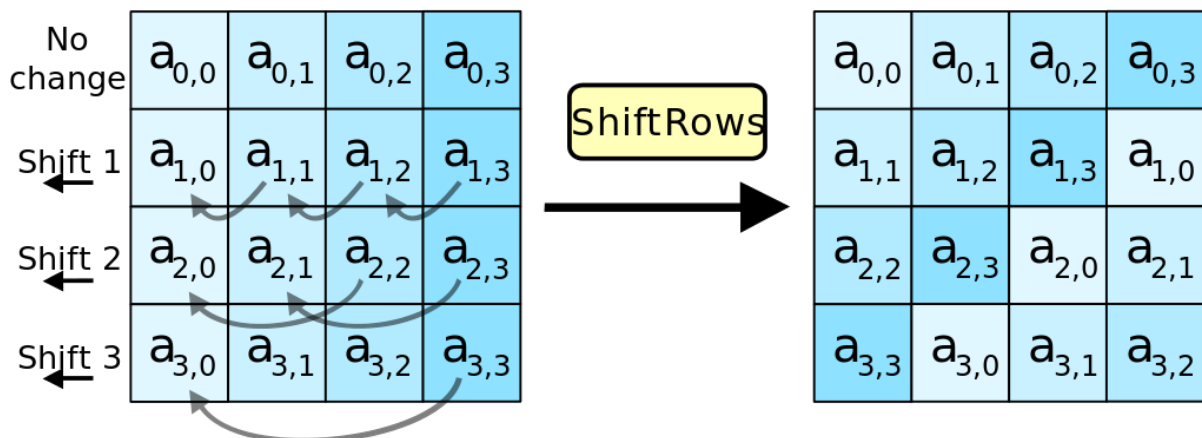 No
change
a0,0 a0,1 a0,2 a0,3
Shift 1
a1,0 a1,1 a1,2 a1,3
Shift 2
a2,0 a2,1 a2,2 a2,3
Shift 3
a3,0 a3,1 a3,2 a3,3
ShiftRows
a0,0 a0,1 a0,2 a0,3
a1,1 a1,2 a1,3 a1,0
a2,2 a2,3 a2,0 a2,1
a3,3 a3,0 a3,1 a3,2